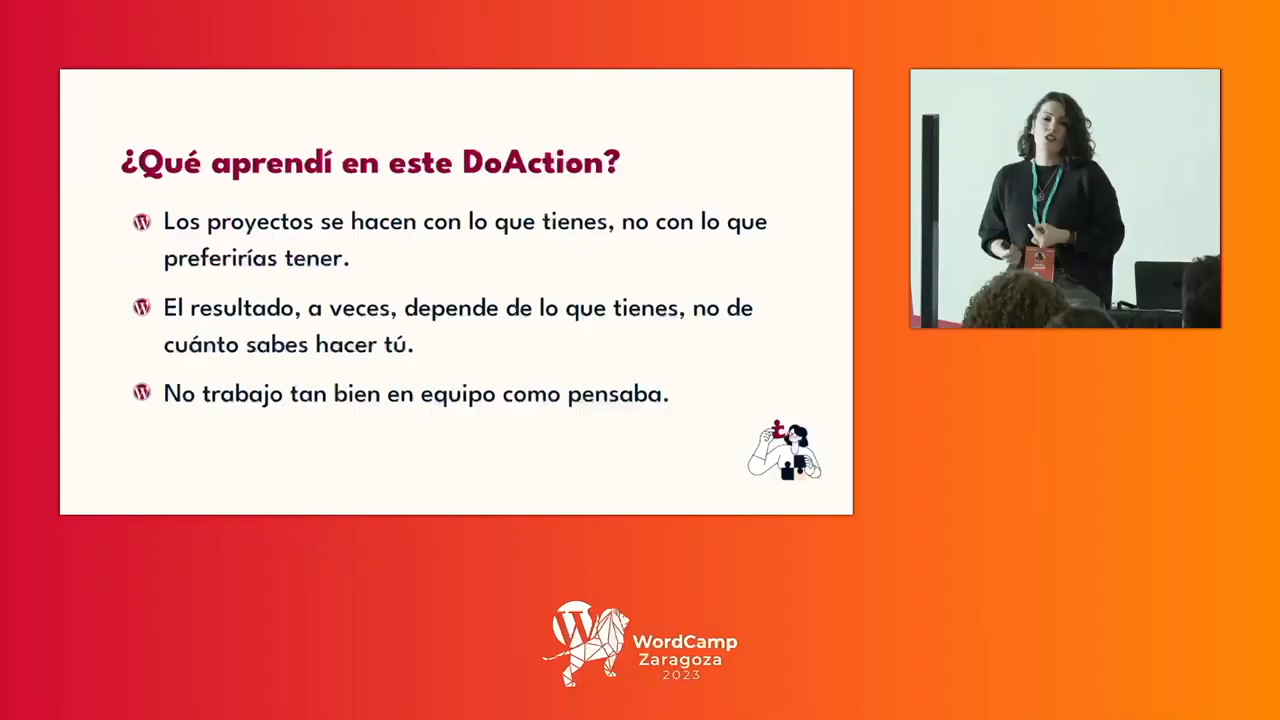 ¿Qué aprendí en este DoAction?
Los proyectos se hacen con lo que tienes, no con lo que
preferirías tener.
El resultado, a veces, depende de lo que tienes, no de
cuánto sabes hacer tú.
No trabajo tan bien en equipo como pensaba.
WordCamp
Zaragoza
2023